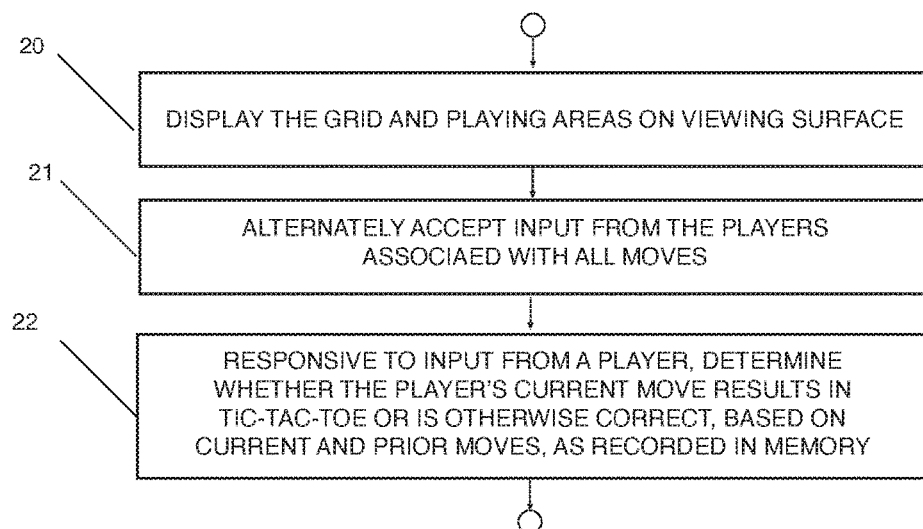 20
DISPLAY THE GRID AND PLAYING AREAS ON VIEWING SURFACE
21
ALTERNATELY ACCEPT INPUT FROM THE PLAYERS
ASSOCIAED WITH ALL MOVES
22
RESPONSIVE TO INPUT FROM A PLAYER, DETERMINE
WHETHER THE PLAYER'S CURRENT MOVE RESULTS IN
TIC-TAC-TOE OR IS OTHERWISE CORRECT, BASED ON
CURRENT AND PRIOR MOVES, AS RECORDED IN MEMORY